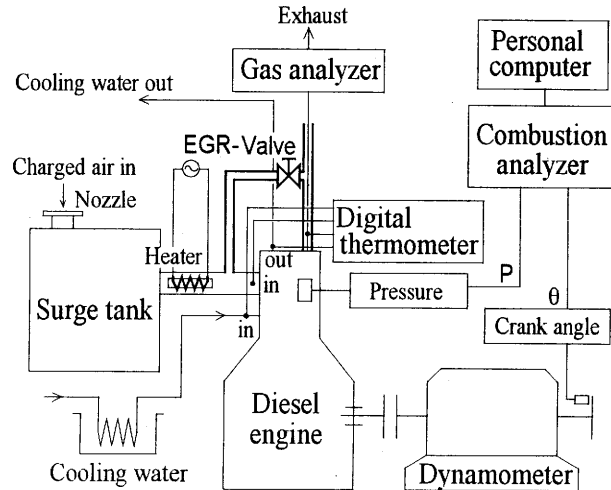 Exhaust
Personal
computer
Gas analyzer
Cooling water out
Combustion
analyzer
EGR-Valve
Charged air in
Nozzle
Digital
thermometer
Heater
out
in
Surge tank
in
Pressure
P
θ
Crank angle
Diesel
engine
Cooling water
Dynamometer